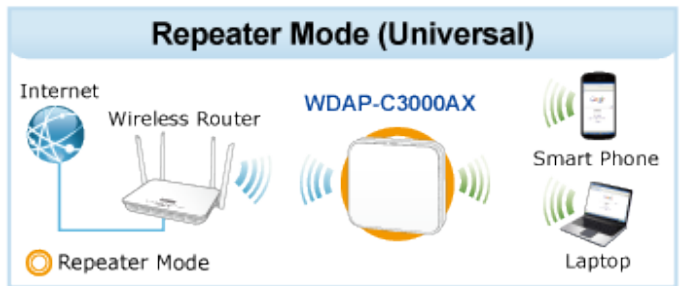 Repeater Mode (Universal)
Internet
Wireless Router
WDAP-C3000AX
Smart Phone
Laptop
Repeater Mode